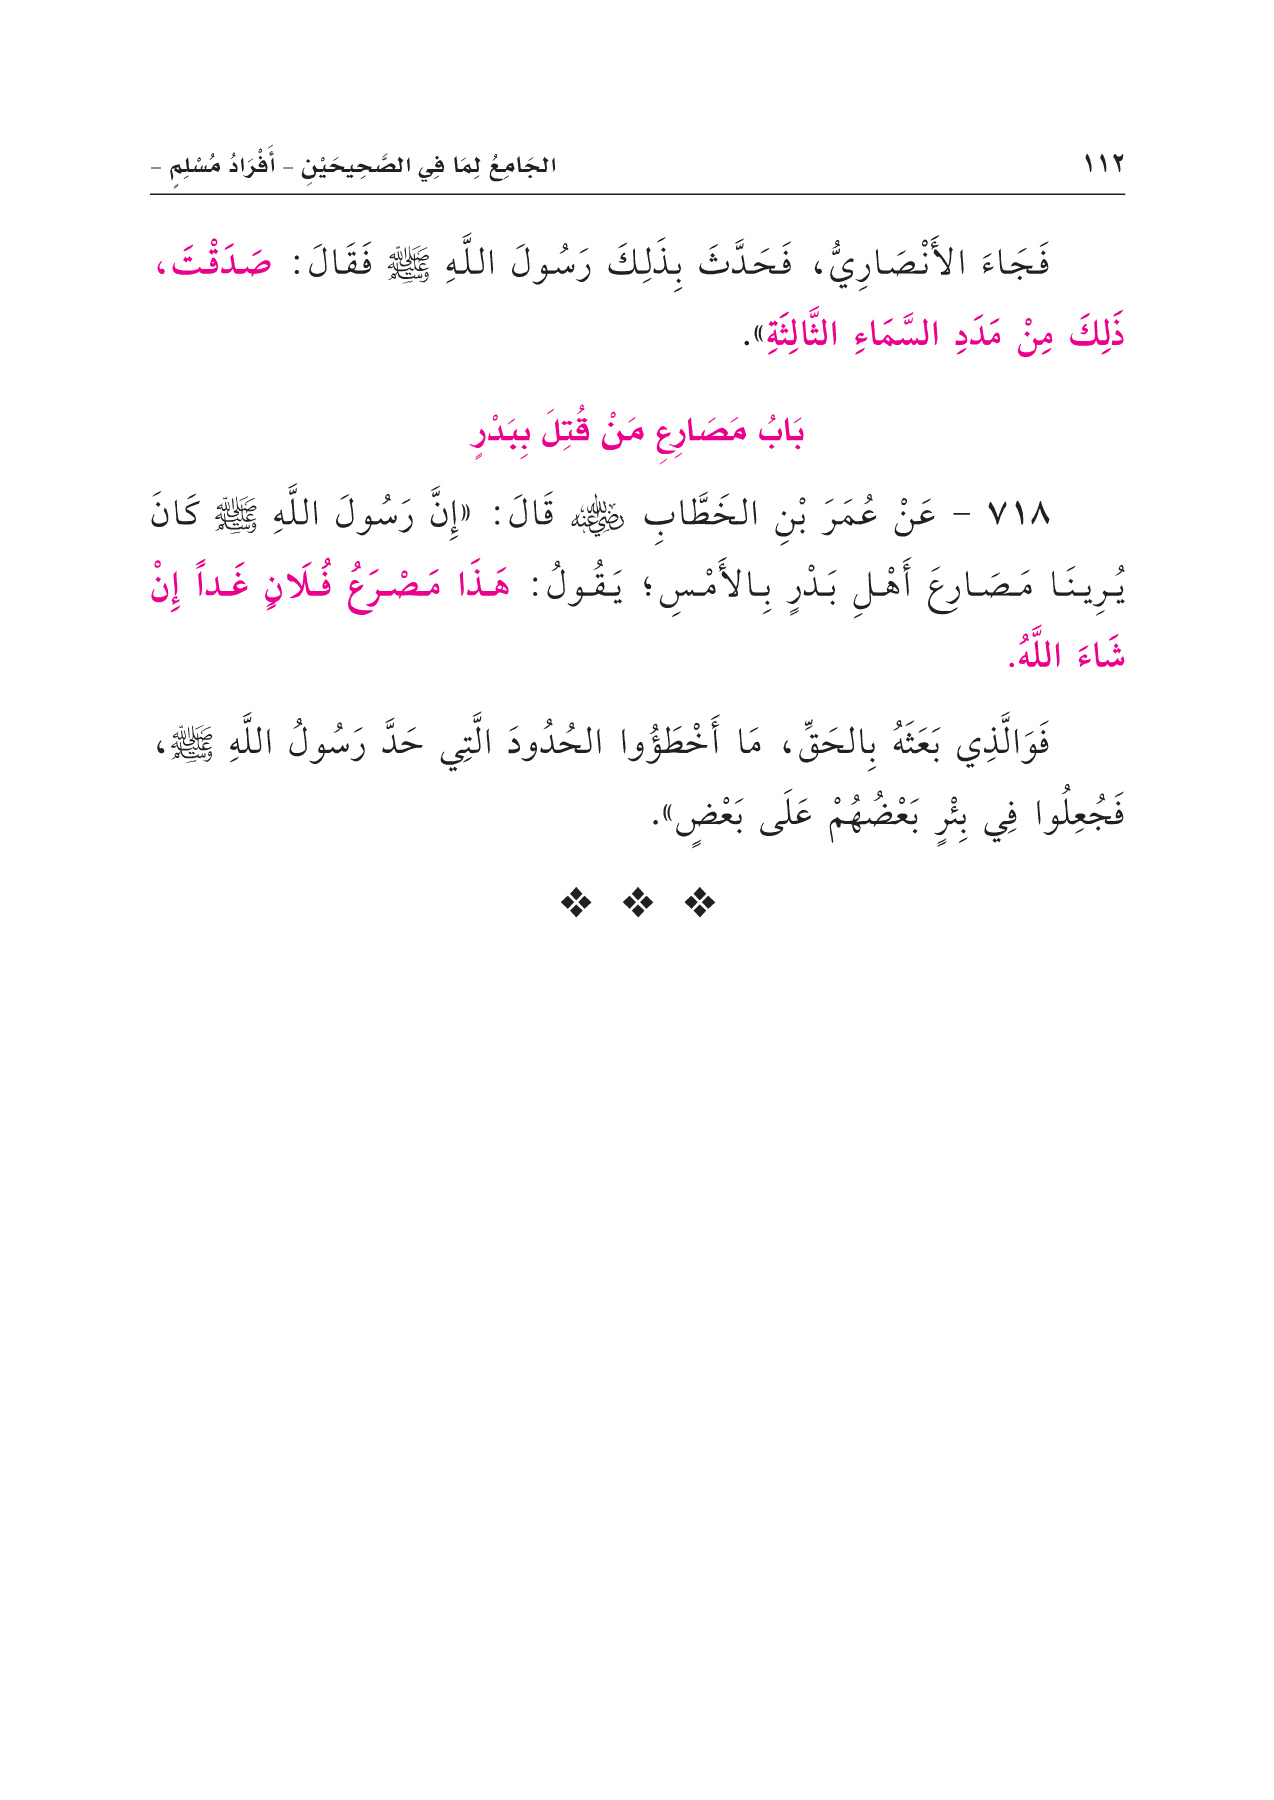 ١١٢
الجَامِعُ لِمَا فِي الصَّحِيحَيْنِ – أَفْرَادُ مُسْلِمٍ –
فَجَاءَ الأَنْصَارِيُّ، فَحَدَّثَ بِذَلِكَ رَسُولَ اللَّهِ ﷺ فَقَالَ: صَدَقْتَ،
ذَلِكَ مِنْ مَدَدِ السَّمَاءِ الثَّالِثَةِ».
بَابُ مَصَارِعِ مَنْ قُتِلَ بِبَدْرٍ
٧١٨ – عَنْ عُمَرَ بْنِ الخَطَّابِ رضي الله عنه قَالَ: «إِنَّ رَسُولَ اللَّهِ ﷺ كَانَ
يُرِينَا مَصَارِعَ أَهْلِ بَدْرٍ بِالأَمْسِ؛ يَقُولُ: هَذَا مَصْرَعُ فُلَانٍ غَداً إِنْ
شَاءَ اللَّهُ.
فَوَالَّذِي بَعَثَهُ بِالحَقِّ، مَا أَخْطَؤُوا الحُدُودَ الَّتِي حَدَّ رَسُولُ اللَّهِ ﷺ،
فَجُعِلُوا فِي بِئْرٍ بَعْضُهُمْ عَلَى بَعْضٍ».